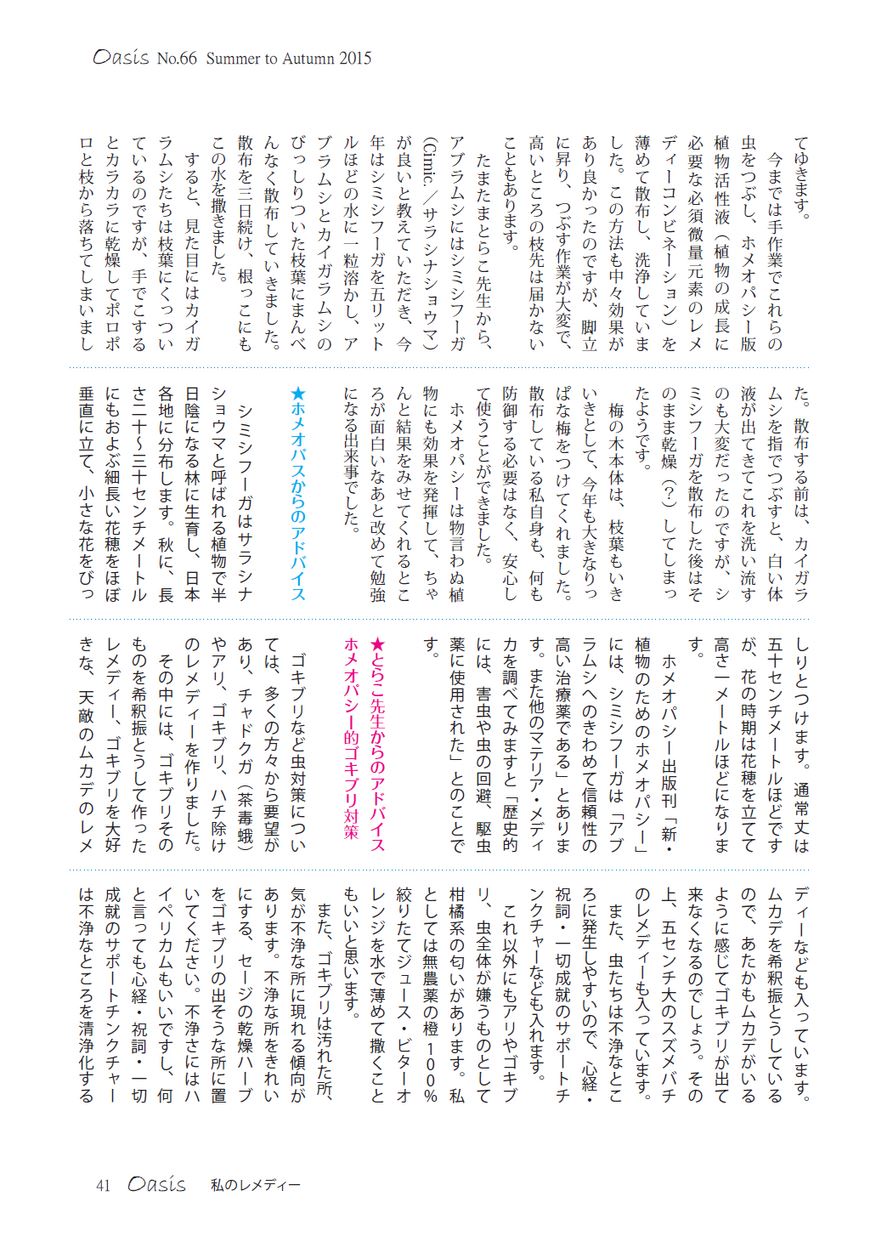 Oasis No.66 Summer to Autumn 2015
てゆきます。
今までは手作業でこれらの
虫をつぶし、ホメオパシー版
植物活性液（植物の成長に
必要な必須微量元素のレメ
ディーコンビネーション）を
薄めて散布し、洗浄していま
した。この方法も中々効果が
あり良かったのですが、脚立
に昇り、つぶす作業が大変で、
高いところの枝先は届かない
こともあります。
たまたまとらこ先生から、
アブラムシにはシミシフーガ
（Cimic.／サラシナショウマ）
が良いと教えていただき、今
年はシミシフーガを五リット
ルほどの水に一粒溶かし、ア
ブラムシとカイガラムシの
びっしりついた枝葉にまんべ
んなく散布していきました。
散布を三日続け、根っこにも
この水を撒きました。
すると、見た目にはカイガ
ラムシたちは枝葉にくっつい
ているのですが、手でこする
とカラカラに乾燥してポロポ
ロと枝から落ちてしまいまし
た。散布する前は、カイガラ
ムシを指でつぶすと、白い体
液が出てきてこれを洗い流す
のも大変だったのですが、シ
ミシフーガを散布した後はそ
のまま乾燥（？）してしまっ
たようです。
梅の木本体は、枝葉もいき
いきとして、今年も大きなりっ
ぱな梅をつけてくれました。
散布している私自身も、何も
防御する必要はなく、安心し
て使うことができました。
ホメオパシーは物言わぬ植
物にも効果を発揮して、ちゃ
んと結果をみせてくれるとこ
ろが面白いなあと改めて勉強
になる出来事でした。
★ホメオパスからのアドバイス
シミシフーガはサラシナ
ショウマと呼ばれる植物で半
日陰になる林に生育し、日本
各地に分布します。秋に、長
さ二十～三十センチメートル
にもおよぶ細長い花穂をほぼ
垂直に立て、小さな花をびっ
しりとつけます。通常丈は
五十センチメートルほどです
が、花の時期は花穂を立てて
高さ一メートルほどになりま
す。
ホメオパシー出版刊「新・
植物のためのホメオパシー」
には、シミシフーガは「アブ
ラムシへのきわめて信頼性の
高い治療薬である」とありま
す。また他のマテリア・メディ
力を調べてみますと「歴史的
には、害虫や虫の回避、駆虫
薬に使用された」とのことで
す。
★とらこ先生からのアドバイス
ホメオパシー的ゴキブリ対策
ゴキブリなど虫対策につい
ては、多くの方々から要望が
あり、チャドクガ（茶毒蛾）
やアリ、ゴキブリ、ハチ除け
のレメディーを作りました。
その中には、ゴキブリその
ものを希釈振とうして作った
レメディー、ゴキブリを大好
きな、天敵のムカデのレメ
ディーなども入っています。
ムカデを希釈振とうしている
ので、あたかもムカデがいる
ように感じてゴキブリが出て
来なくなるのでしょう。その
上、五センチ大のスズメバチ
のレメディーも入っています。
また、虫たちは不浄なとこ
ろに発生しやすいので、心経・
祝詞・一切成就のサポートチ
ンクチャーなども入れます。
これ以外にもアリやゴキブ
リ、虫全体が嫌うものとして
柑橘系の匂いがあります。私
としては無農薬の橙100％
絞りたてジュース・ビターオ
レンジを水で薄めて撒くこと
もいいと思います。
また、ゴキブリは汚れた所、
気が不浄な所に現れる傾向が
あります。不浄な所をきれい
にする、セージの乾燥ハーブ
をゴキブリの出そうな所に置
いてください。不浄さにはハ
イペリカムもいいですし、何
と言っても心経・祝詞・一切
成就のサポートチンクチャー
は不浄なところを清浄化する
41 Oasis 私のレメディー